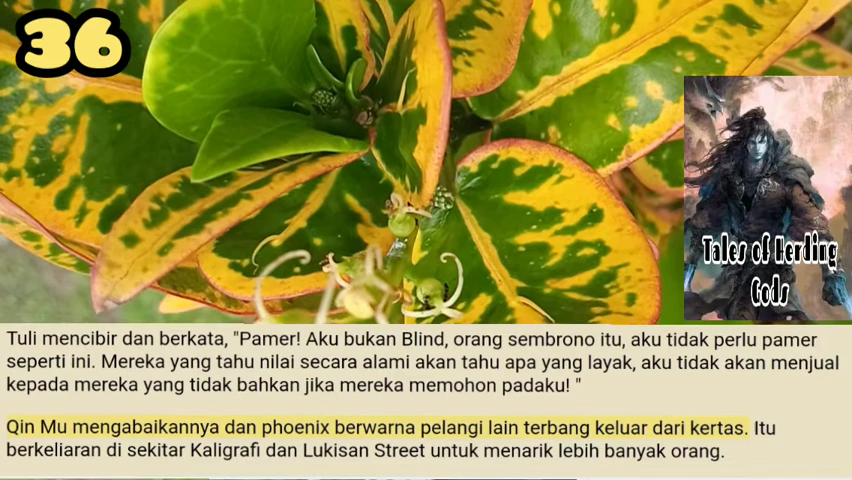 36
Tales of Herding
Gods
Tuli mencibir dan berkata, "Pamer! Aku bukan Blind, orang sembrono itu, aku tidak perlu pamer
seperti ini. Mereka yang tahu nilai secara alami akan tahu apa yang layak, aku tidak akan menjual
kepada mereka yang tidak bahkan jika mereka memohon padaku! "
Qin Mu mengabaikannya dan phoenix berwarna pelangi lain terbang keluar dari kertas. Itu
berkeliaran di sekitar Kaligrafi dan Lukisan Street untuk menarik lebih banyak orang.